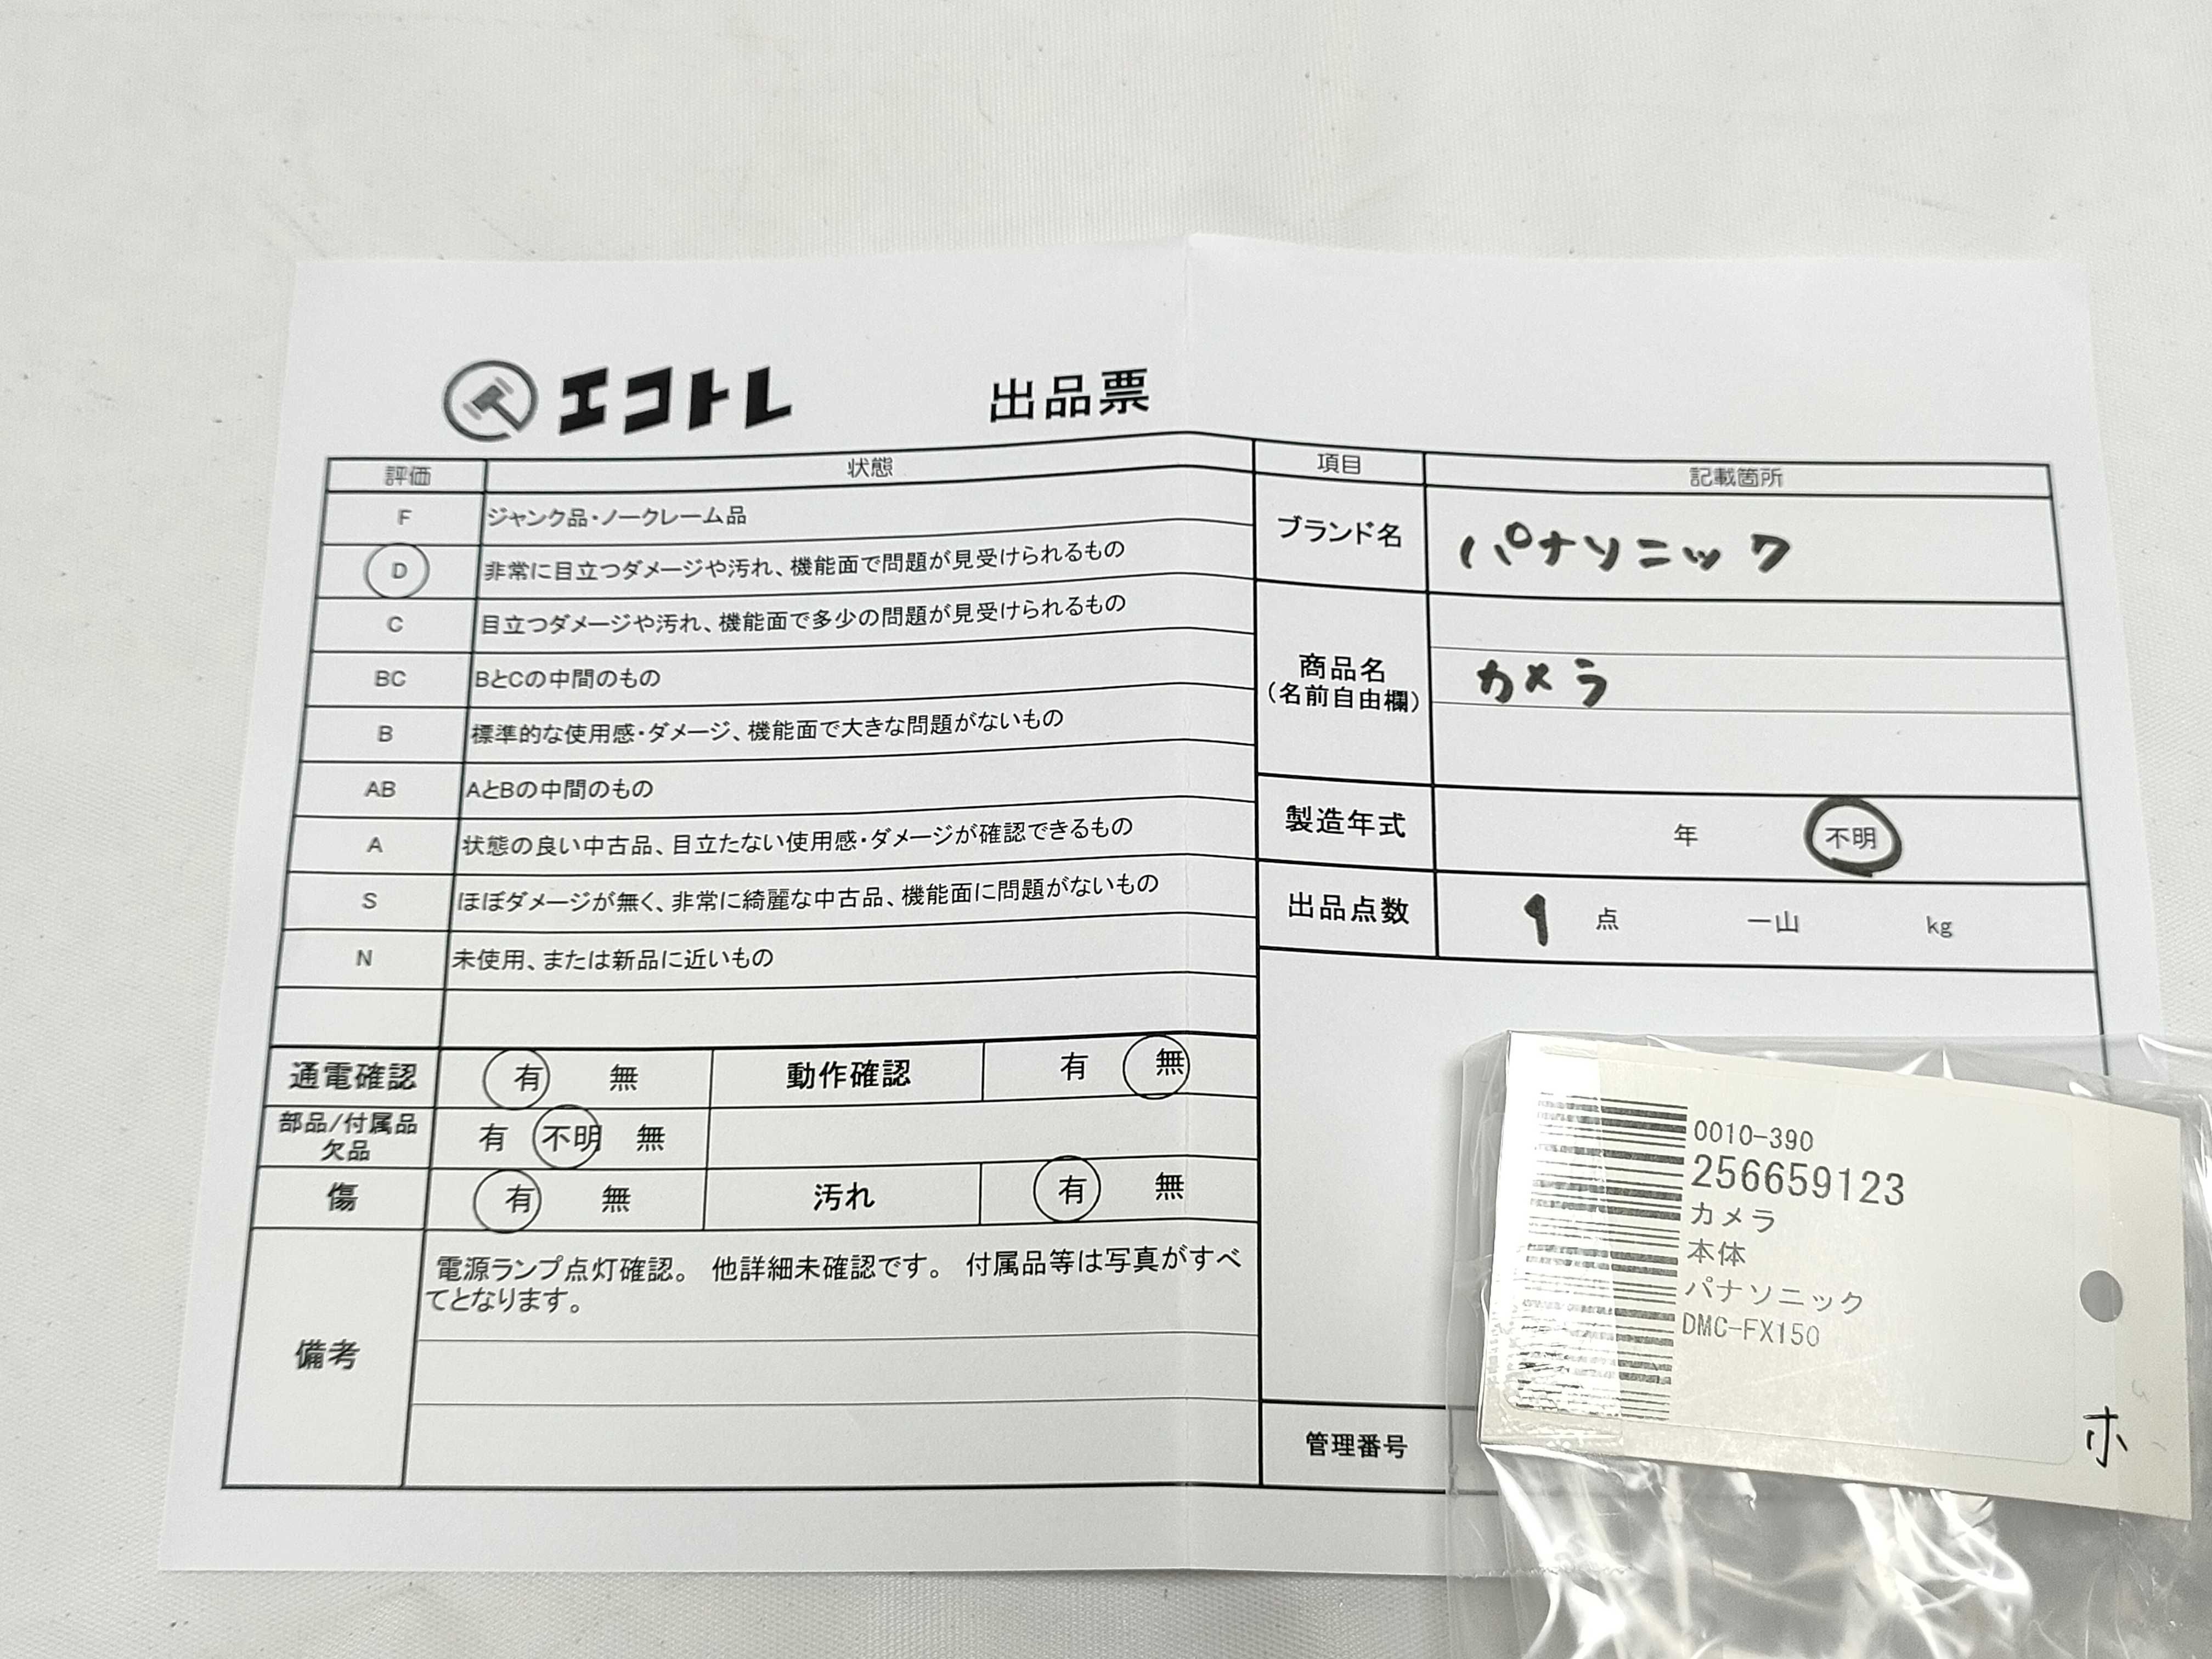 エコトレ 出品票
評価 状態
F ジャンク品・ノークレーム品
D 非常に目立つダメージや汚れ、機能面で問題が見受けられるもの
C 目立つダメージや汚れ、機能面で多少の問題が見受けられるもの
BC BとCの中間のもの
B 標準的な使用感・ダメージ、機能面で大きな問題がないもの
AB AとBの中間のもの
A 状態の良い中古品、目立たない使用感・ダメージが確認できるもの
S ほぼダメージが無く、非常に綺麗な中古品、機能面に問題がないもの
N 未使用、または新品に近いもの
通電確認 有 無 動作確認 有 無
部品/付属品
欠品 有 不明 無
傷 有 無 汚れ 有 無
備考
電源ランプ点灯確認。 他詳細未確認です。 付属品等は写真がすべ
てとなります。
項目 記載箇所
ブランド名 パナソニック
商品名
(名前自由欄) カメラ
製造年式 年 不明
出品点数 1 点 一山 kg
管理番号
0010-390
256659123
カメラ
本体
パナソニック
DMC-FX150
ホ